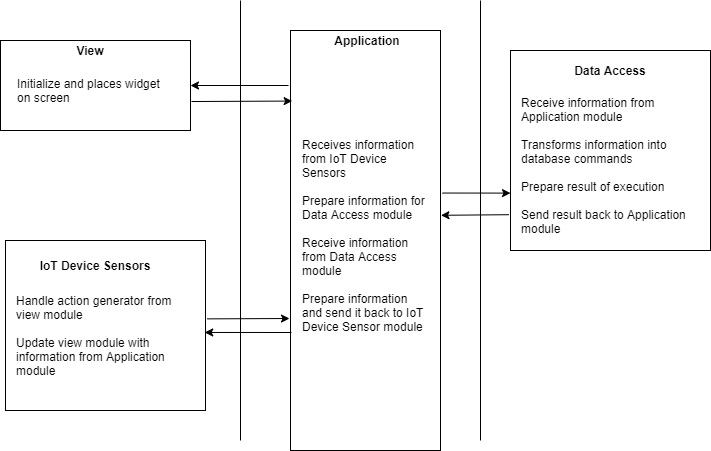 View
Initialize and places widget
on screen
IoT Device Sensors
Handle action generator from
view module
Update view module with
information from Application
module
Application
Receives information
from IoT Device
Sensors
Prepare information for
Data Access module
Receive information
from Data Access
module
Prepare information
and send it back to IoT
Device Sensor module
Data Access
Receive information from
Application module
Transforms information into
database commands
Prepare result of execution
Send result back to Application
module